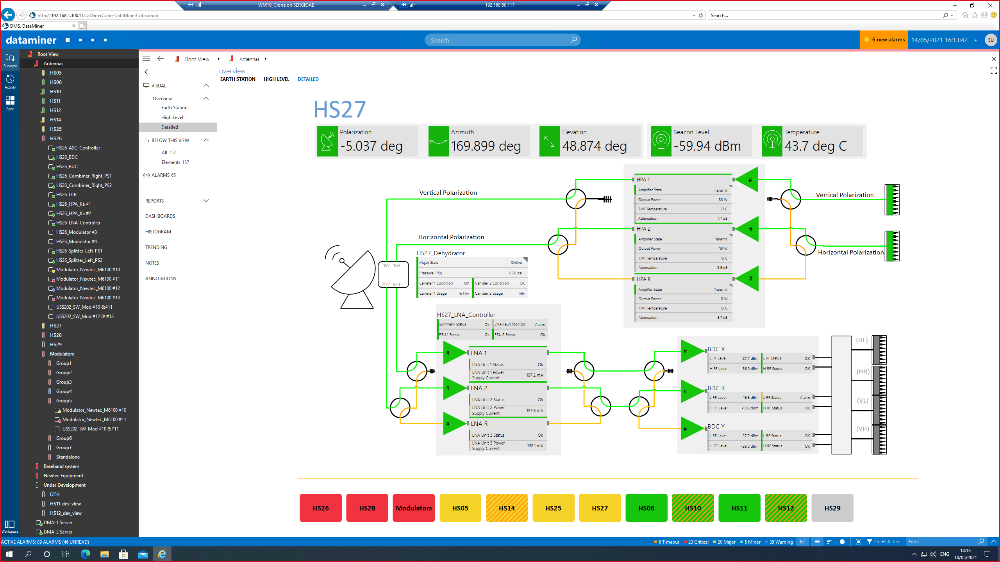 WM10_Clone on SERGIOAB
192.168.50.117
http://192.168.1.100/DataMinerCube/DataMinerCube.xbap
Search...
DMS, DataMiner
dataminer
Search
6 new alarms
14/05/2021 16:13:42
SU
Surveyor
Activity
Apps
Workspace
Root View
Antennas
HS05
HS06
HS10
HS11
HS12
HS14
HS25
HS26
HS26_ASC_Controller
HS26_BDC
HS26_BUC
HS26_Combiner_Right_PS1
HS26_Combiner_Right_PS2
HS26_DTR
HS26_HPA_Ka #1
HS26_HPA_Ka #2
HS26_LNA_Controller
HS26_Modulator #3
HS26_Modulator #4
HS26_Splitter_Left_PS1
HS26_Splitter_Left_PS2
Modulator_Newtec_M6100 #10
Modulator_Newtec_M6100 #11
Modulator_Newtec_M6100 #12
Modulator_Newtec_M6100 #13
USS202_SW_Mod #10 &#11
USS202_SW_Mod #12 & #13
HS27
HS28
HS29
Modulators
Group1
Group2
Group3
Group4
Group5
Modulator_Newtec_M6100 #10
Modulator_Newtec_M6100 #11
USS202_SW_Mod #10 &#11
Group6
Group7
Standalone
Baseband system
Newtec Equipment
Under Development
DTH
HS11_dev_view
HS12_dev_view
DMA-1 Server
DMA-2 Server
Root View
Antennas
VISUAL
Overview
Earth Station
High Level
Detailed
BELOW THIS VIEW
All 157
Elements 157
ALARMS 65
REPORTS
DASHBOARDS
HISTOGRAM
TRENDING
NOTES
ANNOTATIONS
overview
EARTH STATION HIGH LEVEL DETAILED
HS27
Polarization
-5.037 deg
Azimuth
169.899 deg
Elevation
48.874 deg
Beacon Level
-59.94 dBm
Temperature
43.7 deg C
Vertical Polarization
Horizontal Polarization
TxV TxH
RxV RxH
HS27_Dehydrator
Major State Online
Pressure (PSI) 0.28 psi
Canister 1 Condition OK Canister 2 Condition OK
Canister 1 Usage In Use Canister 2 Usage Idle
HPA 1
#
Amplifier State Transmit
Output Power 33 W
TWT Temperature 71 C
Attenuation 1.7 dB
HPA 2
#
Amplifier State Transmit
Output Power 38 W
TWT Temperature 75 C
Attenuation 2.5 dB
HPA R
#
Amplifier State Transmit
Output Power 0 W
TWT Temperature 75 C
Attenuation 5.7 dB
Vertical Polarization
Horizontal Polarization
HS27_LNA_Controller
Summary Status Ok LNA Fault Monitor Alarm
PSU 1 Status Ok PSU 2 Status Ok
# LNA 1
LNA Unit 1 Status Ok
LNA Unit 1 Power
Supply Current 197.2 mA
# LNA 2
LNA Unit 2 Status Ok
LNA Unit 2 Power
Supply Current 197.8 mA
# LNA R
LNA Unit 3 Status Ok
LNA Unit 3 Power
Supply Current 192.1 mA
# BDC X
L RF Level -27.7 dBm L RF Status OK
H RF Level -36.0 dBm H RF Status OK
# BDC R
L RF Level -16.6 dBm L RF Status Alarm
H RF Level -19.6 dBm H RF Status OK
# BDC Y
L RF Level -27.7 dBm L RF Status OK
H RF Level -36.0 dBm H RF Status OK
(HL)
(HH)
(VL)
(VH)
HS26 HS28 Modulators HS05 HS14 HS25 HS27 HS06 HS10 HS11 HS12 HS29
ACTIVE ALARMS: 89 ALARMS (46 UNREAD)
6 Timeout 23 Critical 20 Major 5 Minor 35 Warning
No RCA filter
Filter
ENG
14:13
14/05/2021